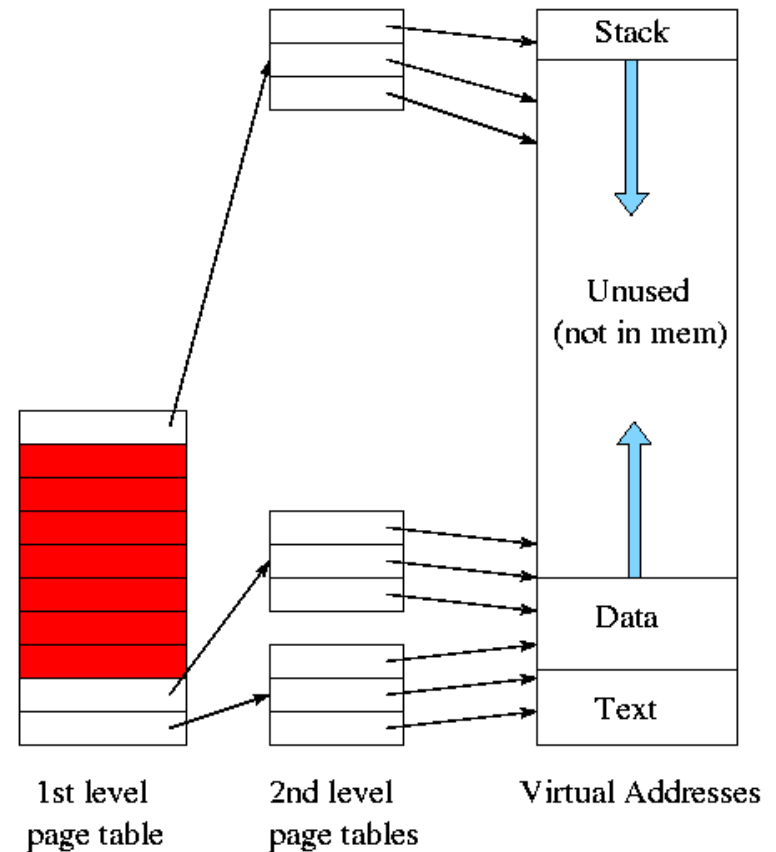 Stack
Unused
(not in mem)
Data
Text
1st level
page table
2nd level
page tables
Virtual Addresses